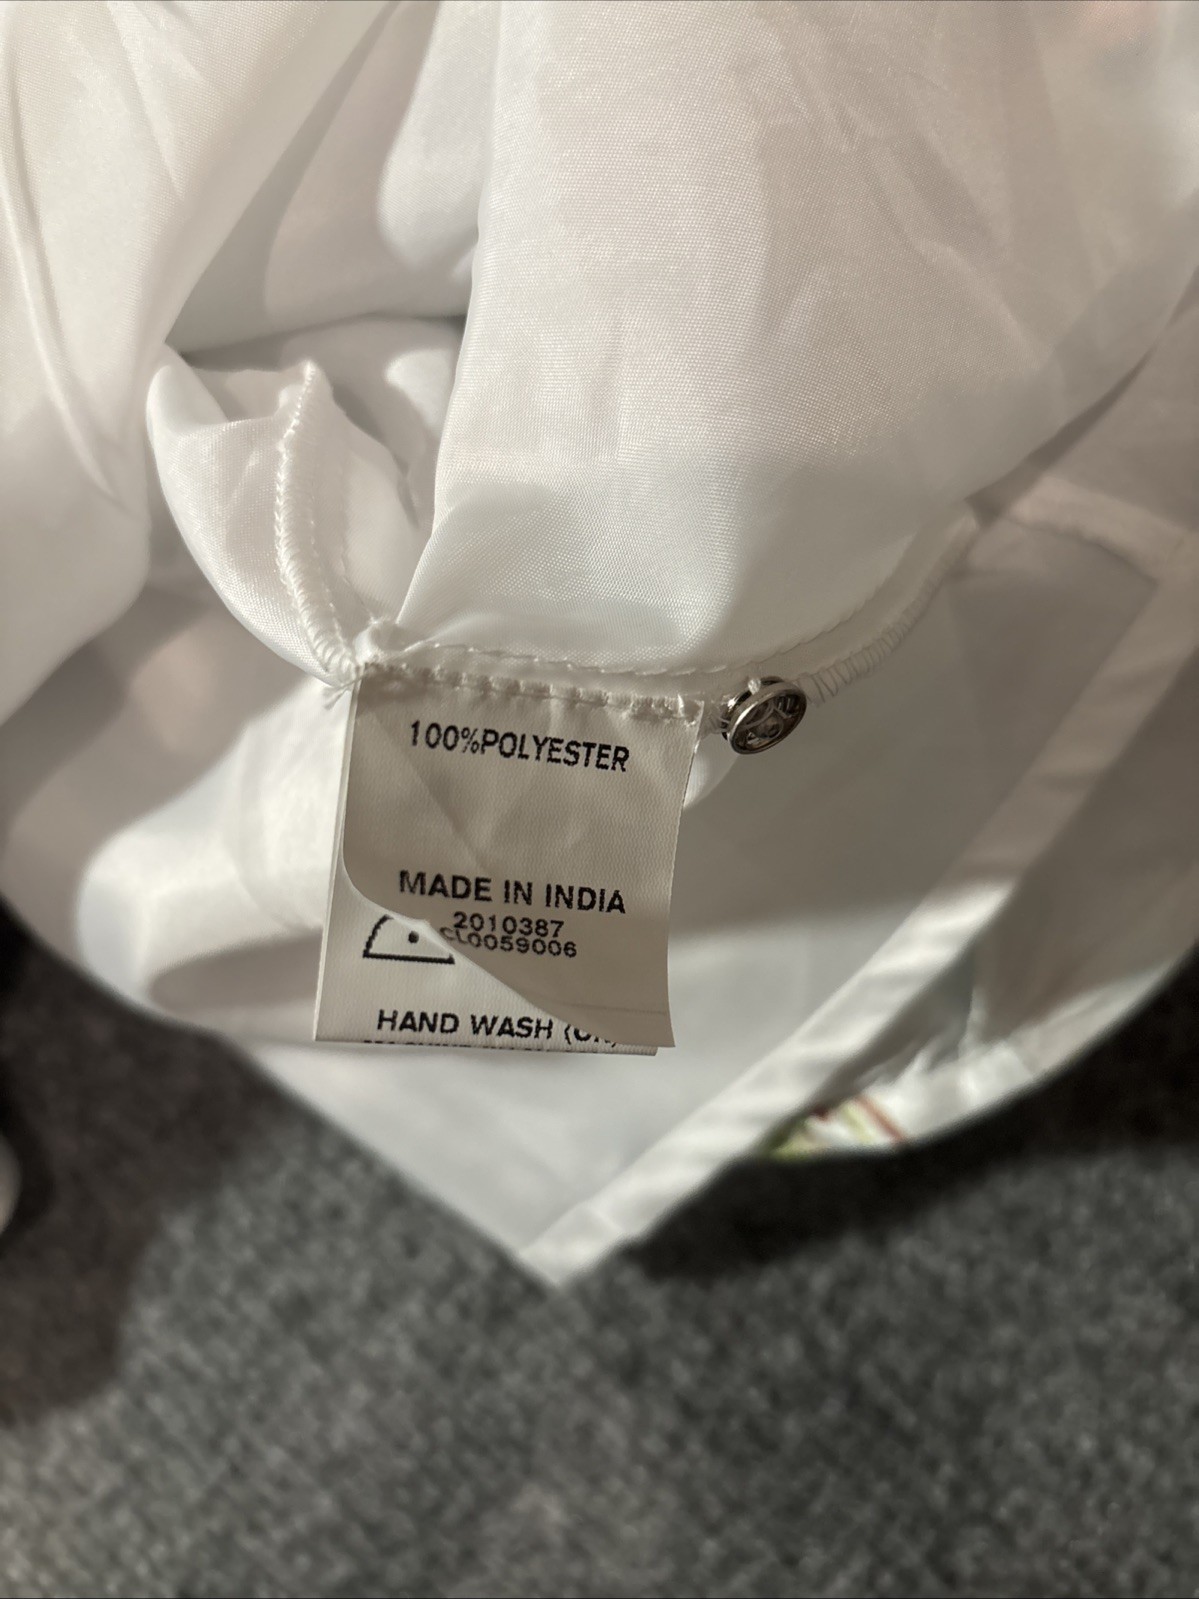 100%POLYESTER
MADE IN INDIA
2010387
CL0059006
HAND WASH